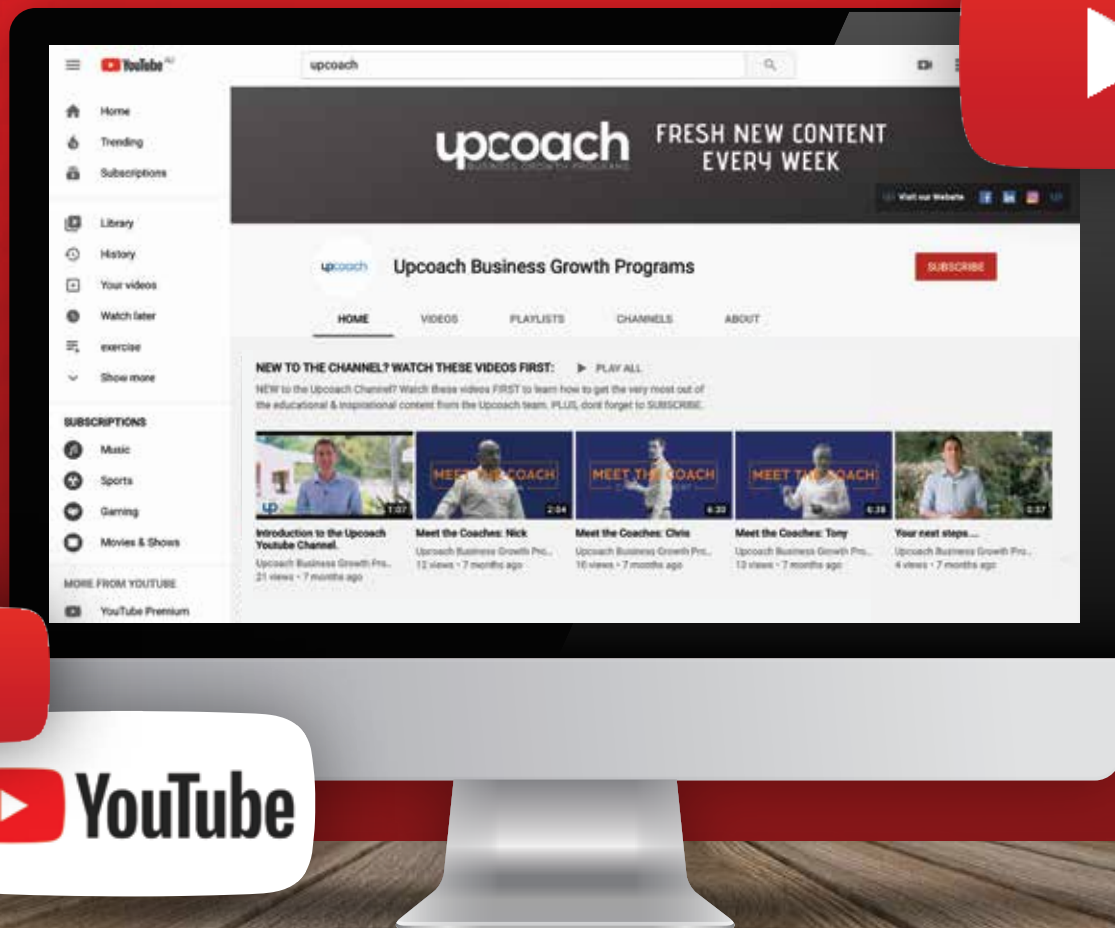 YouTube AU
upcoach
Home
Trending
Subscriptions
Library
History
Your videos
Watch later
exercise
Show more
SUBSCRIPTIONS
Music
Sports
Gaming
Movies & Shows
MORE FROM YOUTUBE
YouTube Premium
upcoach
BUSINESS GROWTH PROGRAMS
FRESH NEW CONTENT
EVERY WEEK
Visit our Website
upcoach
Upcoach Business Growth Programs
SUBSCRIBE
HOME VIDEOS PLAYLISTS CHANNELS ABOUT
NEW TO THE CHANNEL? WATCH THESE VIDEOS FIRST: PLAY ALL
NEW to the Upcoach Channel? Watch these videos FIRST to learn how to get the very most out of
the educational & inspirational content from the Upcoach team. PLUS, dont forget to SUBSCRIBE.
up
1:07
Introduction to the Upcoach
Youtube Channel.
Upcoach Business Growth Pro...
21 views • 7 months ago
MEET THE COACH
2:04
Meet the Coaches: Nick
Upcoach Business Growth Pro...
12 views • 7 months ago
MEET THE COACH
6:30
Meet the Coaches: Chris
Upcoach Business Growth Pro...
10 views • 7 months ago
MEET THE COACH
6:38
Meet the Coaches: Tony
Upcoach Business Growth Pro...
13 views • 7 months ago
0:37
Your next steps....
Upcoach Business Growth Pro...
4 views • 7 months ago
YouTube